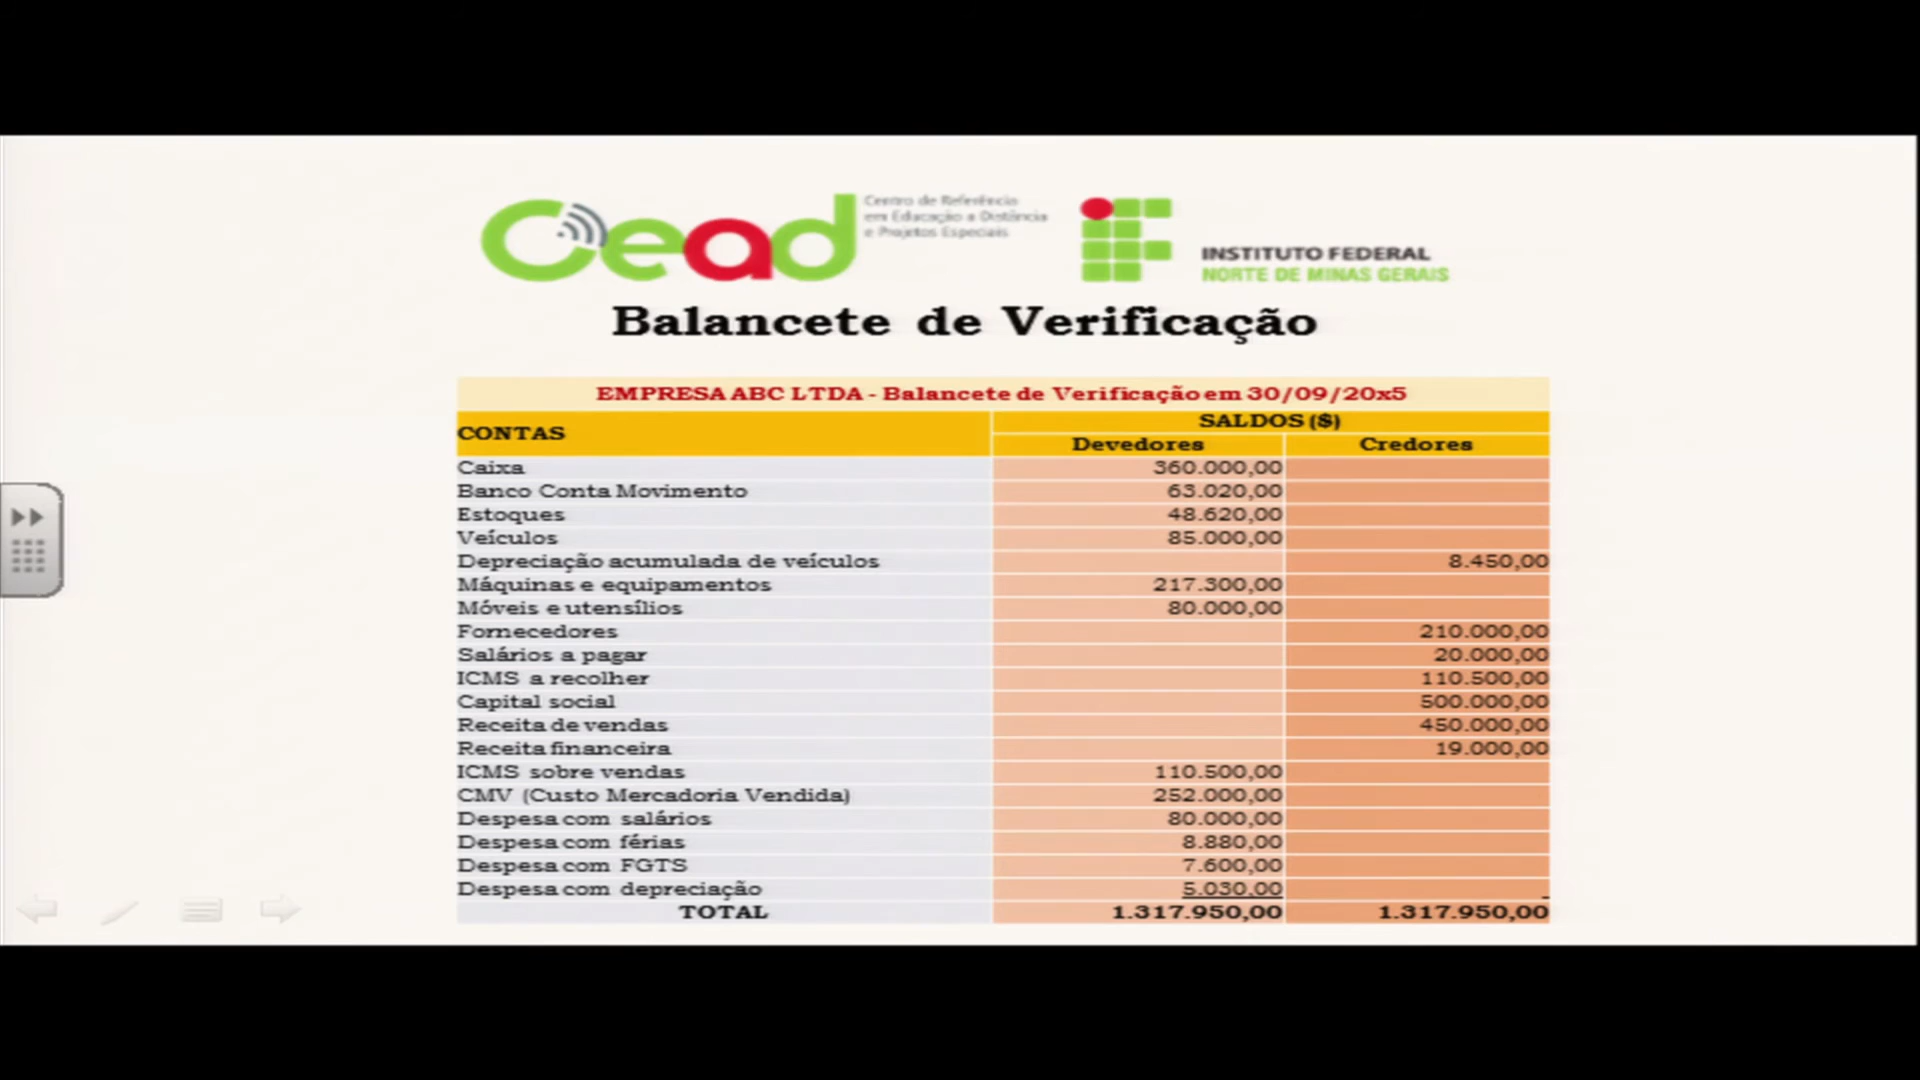 Cead
Centro de Referência
em Educação a Distância
e Projetos Especiais
INSTITUTO FEDERAL
NORTE DE MINAS GERAIS
Balancete de Verificação
EMPRESA ABC LTDA - Balancete de Verificação em 30/09/20x5
CONTAS SALDOS ($)
Devedores Credores
Caixa 360.000,00
Banco Conta Movimento 63.020,00
Estoques 48.620,00
Veículos 85.000,00
Depreciação acumulada de veículos 8.450,00
Máquinas e equipamentos 217.300,00
Móveis e utensílios 80.000,00
Fornecedores 210.000,00
Salários a pagar 20.000,00
ICMS a recolher 110.500,00
Capital social 500.000,00
Receita de vendas 450.000,00
Receita financeira 19.000,00
ICMS sobre vendas 110.500,00
CMV (Custo Mercadoria Vendida) 252.000,00
Despesa com salários 80.000,00
Despesa com férias 8.880,00
Despesa com FGTS 7.600,00
Despesa com depreciação 5.030,00
TOTAL 1.317.950,00 1.317.950,00